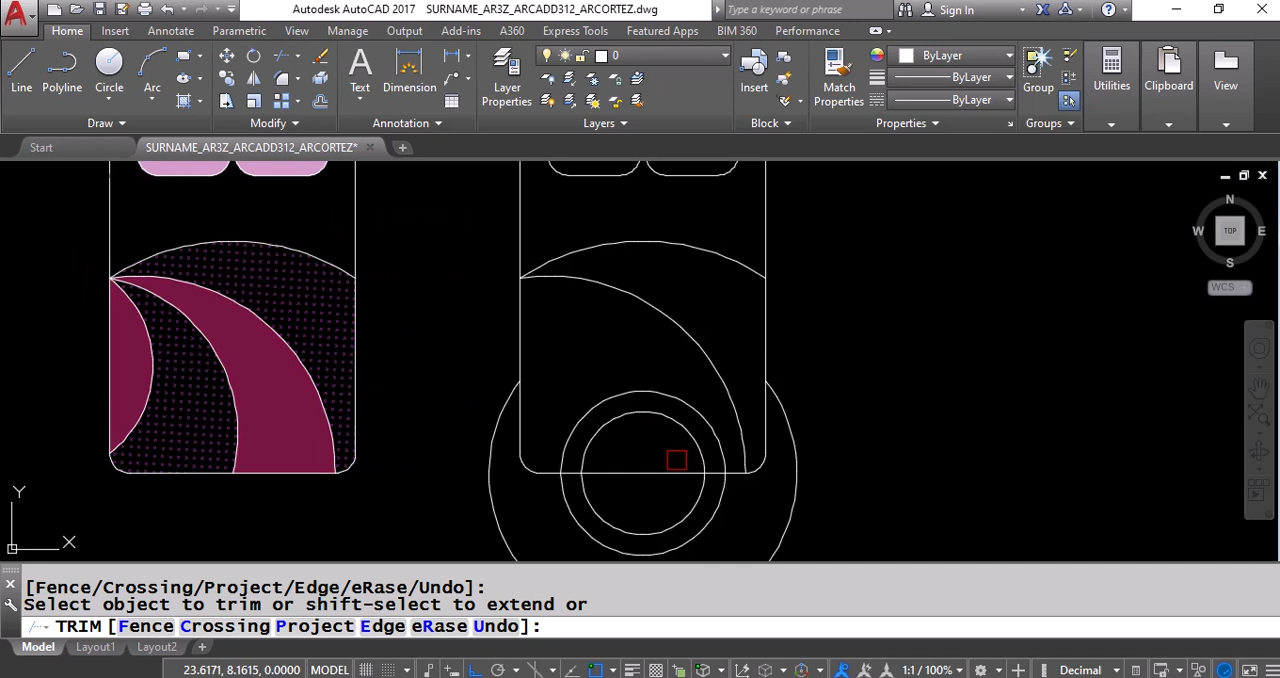 Autodesk AutoCAD 2017 SURNAME_AR3Z_ARCADD312_ARCORTEZ.dwg
Type a keyword or phrase
Sign In
Home Insert Annotate Parametric View Manage Output Add-ins A360 Express Tools Featured Apps BIM 360 Performance
Line Polyline Circle Arc
Text Dimension
Layer Properties
0
Insert
Match Properties
ByLayer
ByLayer
ByLayer
Group
Utilities Clipboard View
Draw Modify Annotation Layers Block Properties Groups
Start SURNAME_AR3Z_ARCADD312_ARCORTEZ*
N
W TOP E
S
WCS
Y
X
[Fence/Crossing/Project/Edge/eRase/Undo]:
Select object to trim or shift-select to extend or
TRIM [Fence Crossing Project Edge eRase Undo]:
Model Layout1 Layout2
23.6171, 8.1615, 0.0000 MODEL 1:1 / 100% Decimal